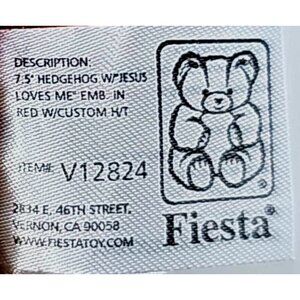 DESCRIPTION:
7.5" HEDGEHOG W/"JESUS
LOVES ME" EMB. IN
RED W/CUSTOM H/T
ITEM#: V12824
2834 E. 46TH STREET,
VERNON, CA 90058
WWW.FIESTATOY.COM
Fiesta®